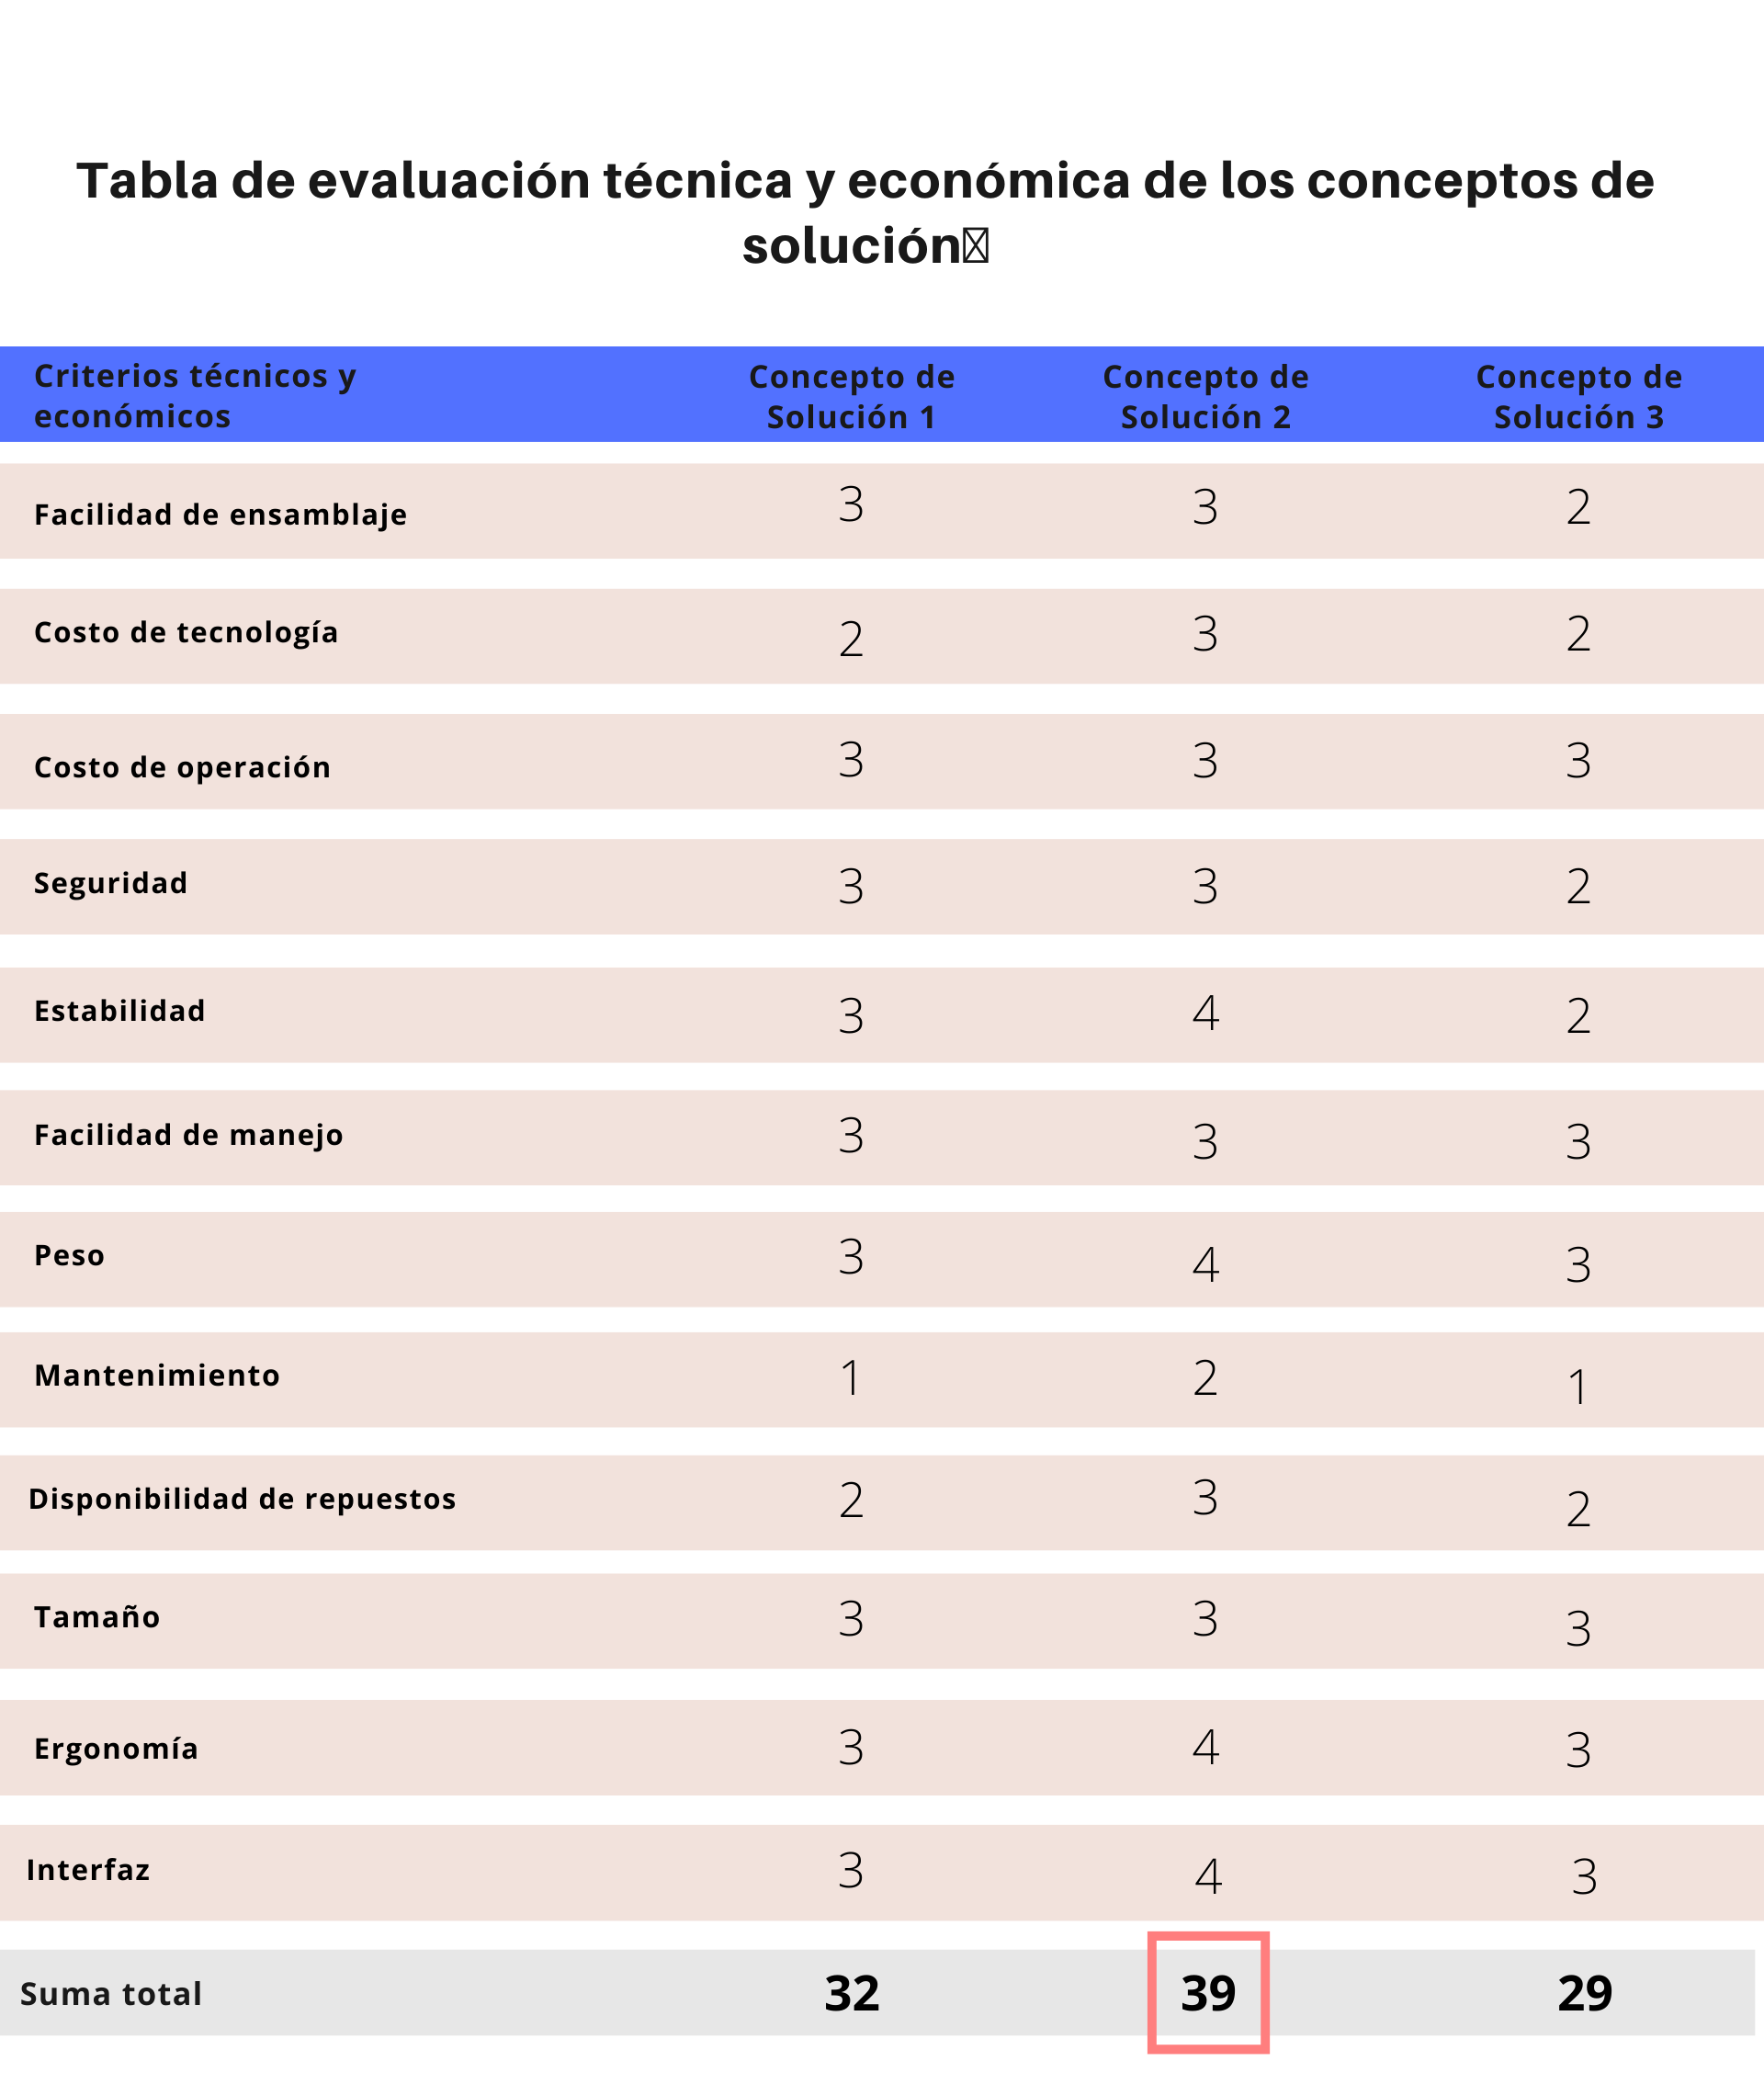 Tabla de evaluación técnica y económica de los conceptos de
solución
Criterios técnicos y
económicos
Concepto de
Solución 1
Concepto de
Solución 2
Concepto de
Solución 3
Facilidad de ensamblaje 3 3 2
Costo de tecnología 2 3 2
Costo de operación 3 3 3
Seguridad 3 3 2
Estabilidad 3 4 2
Facilidad de manejo 3 3 3
Peso 3 4 3
Mantenimiento 1 2 1
Disponibilidad de repuestos 2 3 2
Tamaño 3 3 3
Ergonomía 3 4 3
Interfaz 3 4 3
Suma total 32 39 29